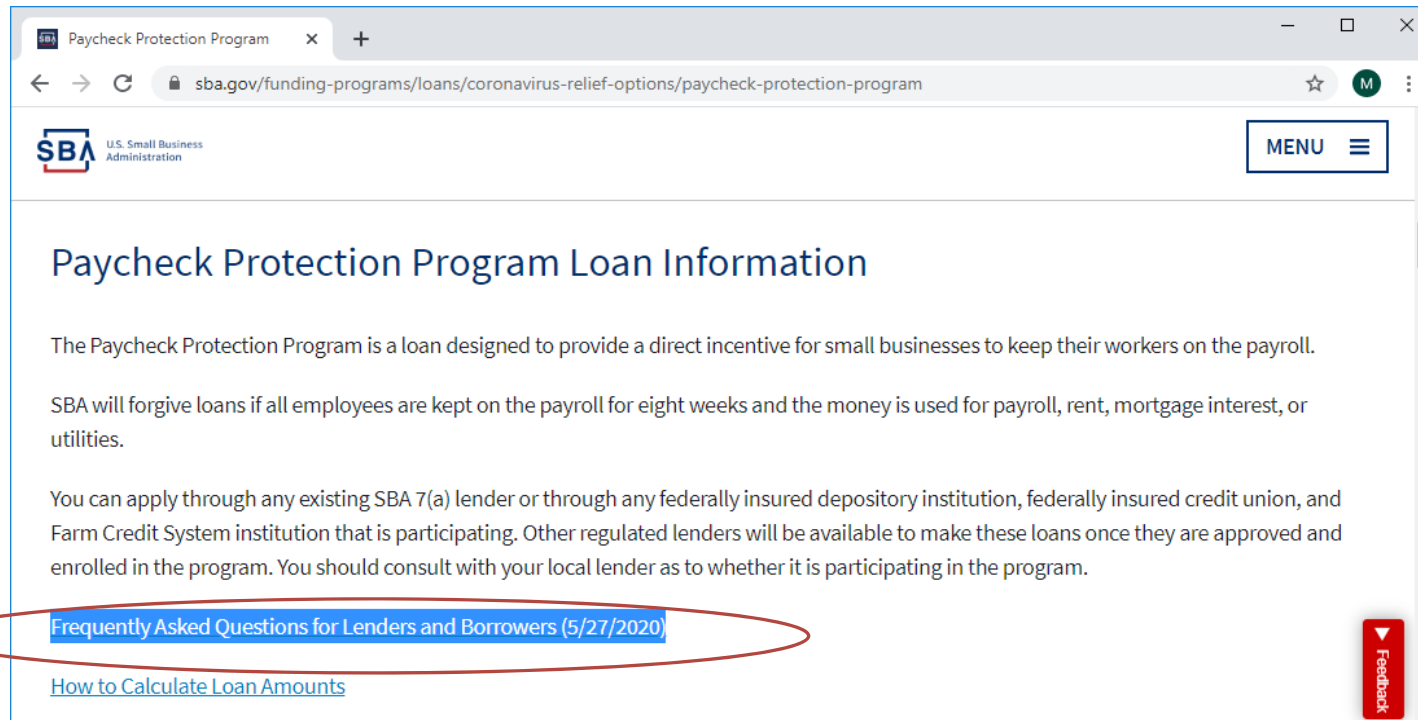 Paycheck Protection Program
sba.gov/funding-programs/loans/coronavirus-relief-options/paycheck-protection-program
M
SBA
U.S. Small Business
Administration
MENU
Paycheck Protection Program Loan Information
The Paycheck Protection Program is a loan designed to provide a direct incentive for small businesses to keep their workers on the payroll.
SBA will forgive loans if all employees are kept on the payroll for eight weeks and the money is used for payroll, rent, mortgage interest, or
utilities.
You can apply through any existing SBA 7(a) lender or through any federally insured depository institution, federally insured credit union, and
Farm Credit System institution that is participating. Other regulated lenders will be available to make these loans once they are approved and
enrolled in the program. You should consult with your local lender as to whether it is participating in the program.
Frequently Asked Questions for Lenders and Borrowers (5/27/2020)
How to Calculate Loan Amounts
Feedback